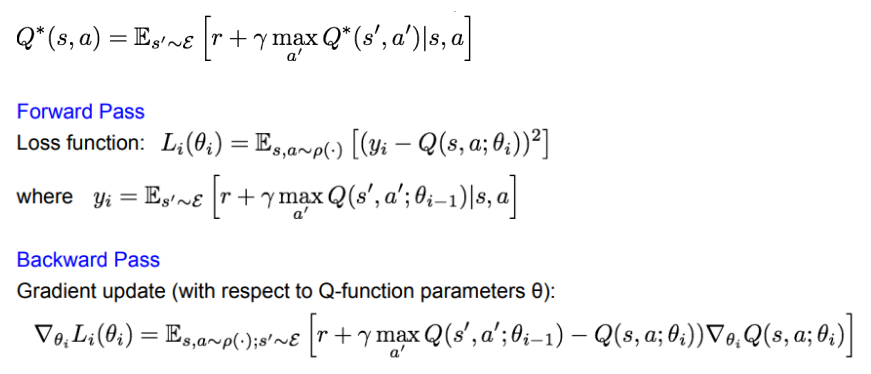 Q*(s, a) = 𝔼_{s'∼ℰ} [r + γ max_{a'} Q*(s', a')|s, a]
Forward Pass
Loss function: L_i(θ_i) = 𝔼_{s,a∼ρ(·)} [(y_i − Q(s, a; θ_i))²]
where y_i = 𝔼_{s'∼ℰ} [r + γ max_{a'} Q(s', a'; θ_{i−1})|s, a]
Backward Pass
Gradient update (with respect to Q-function parameters θ):
∇_{θ_i} L_i(θ_i) = 𝔼_{s,a∼ρ(·);s'∼ℰ} [r + γ max_{a'} Q(s', a'; θ_{i−1}) − Q(s, a; θ_i))∇_{θ_i} Q(s, a; θ_i)]